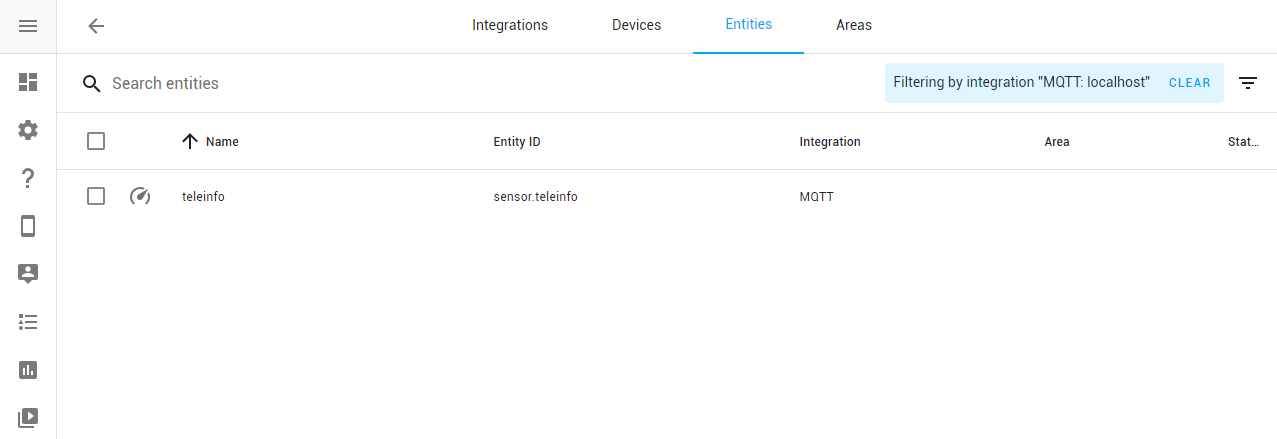 Integrations Devices Entities Areas
Search entities Filtering by integration "MQTT: localhost" CLEAR
Name Entity ID Integration Area Stat…
teleinfo sensor.teleinfo MQTT